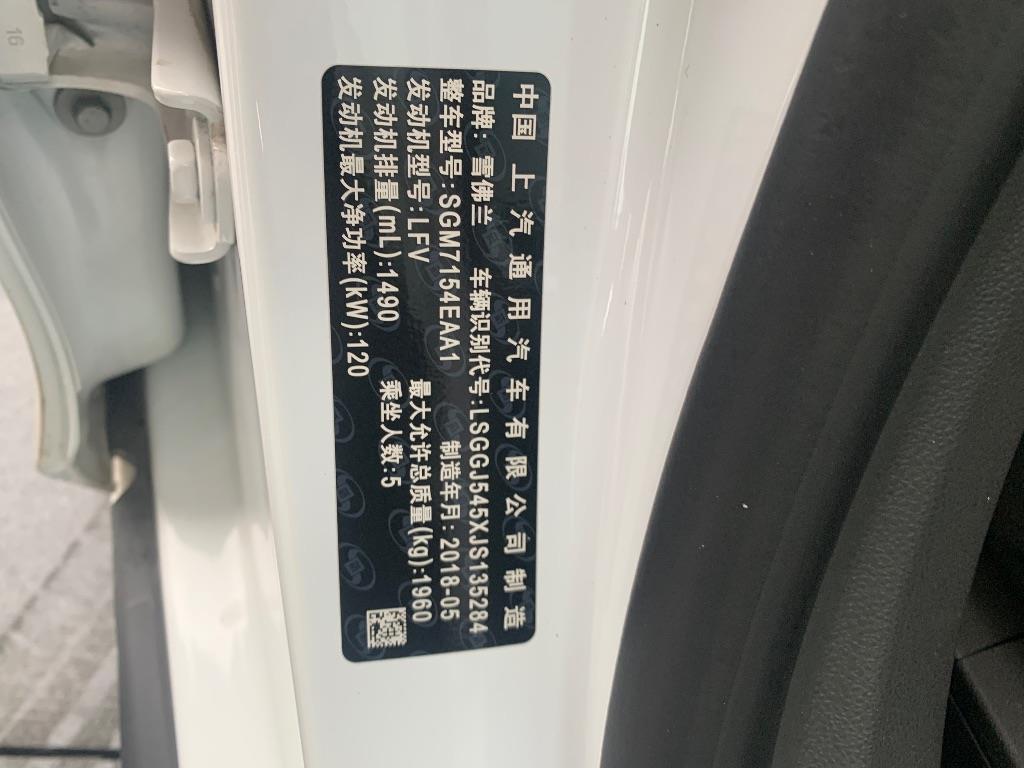 中国上汽通用汽车有限公司制造
品牌: 雪佛兰 车辆识别代号:LSGGJ545XJS135284
整车型号:SGM7154EAA1 制造年月:2018-05
发动机型号:LFV 最大允许总质量(kg):1960
发动机排量(mL):1490 乘坐人数:5
发动机最大净功率(kW):120
16